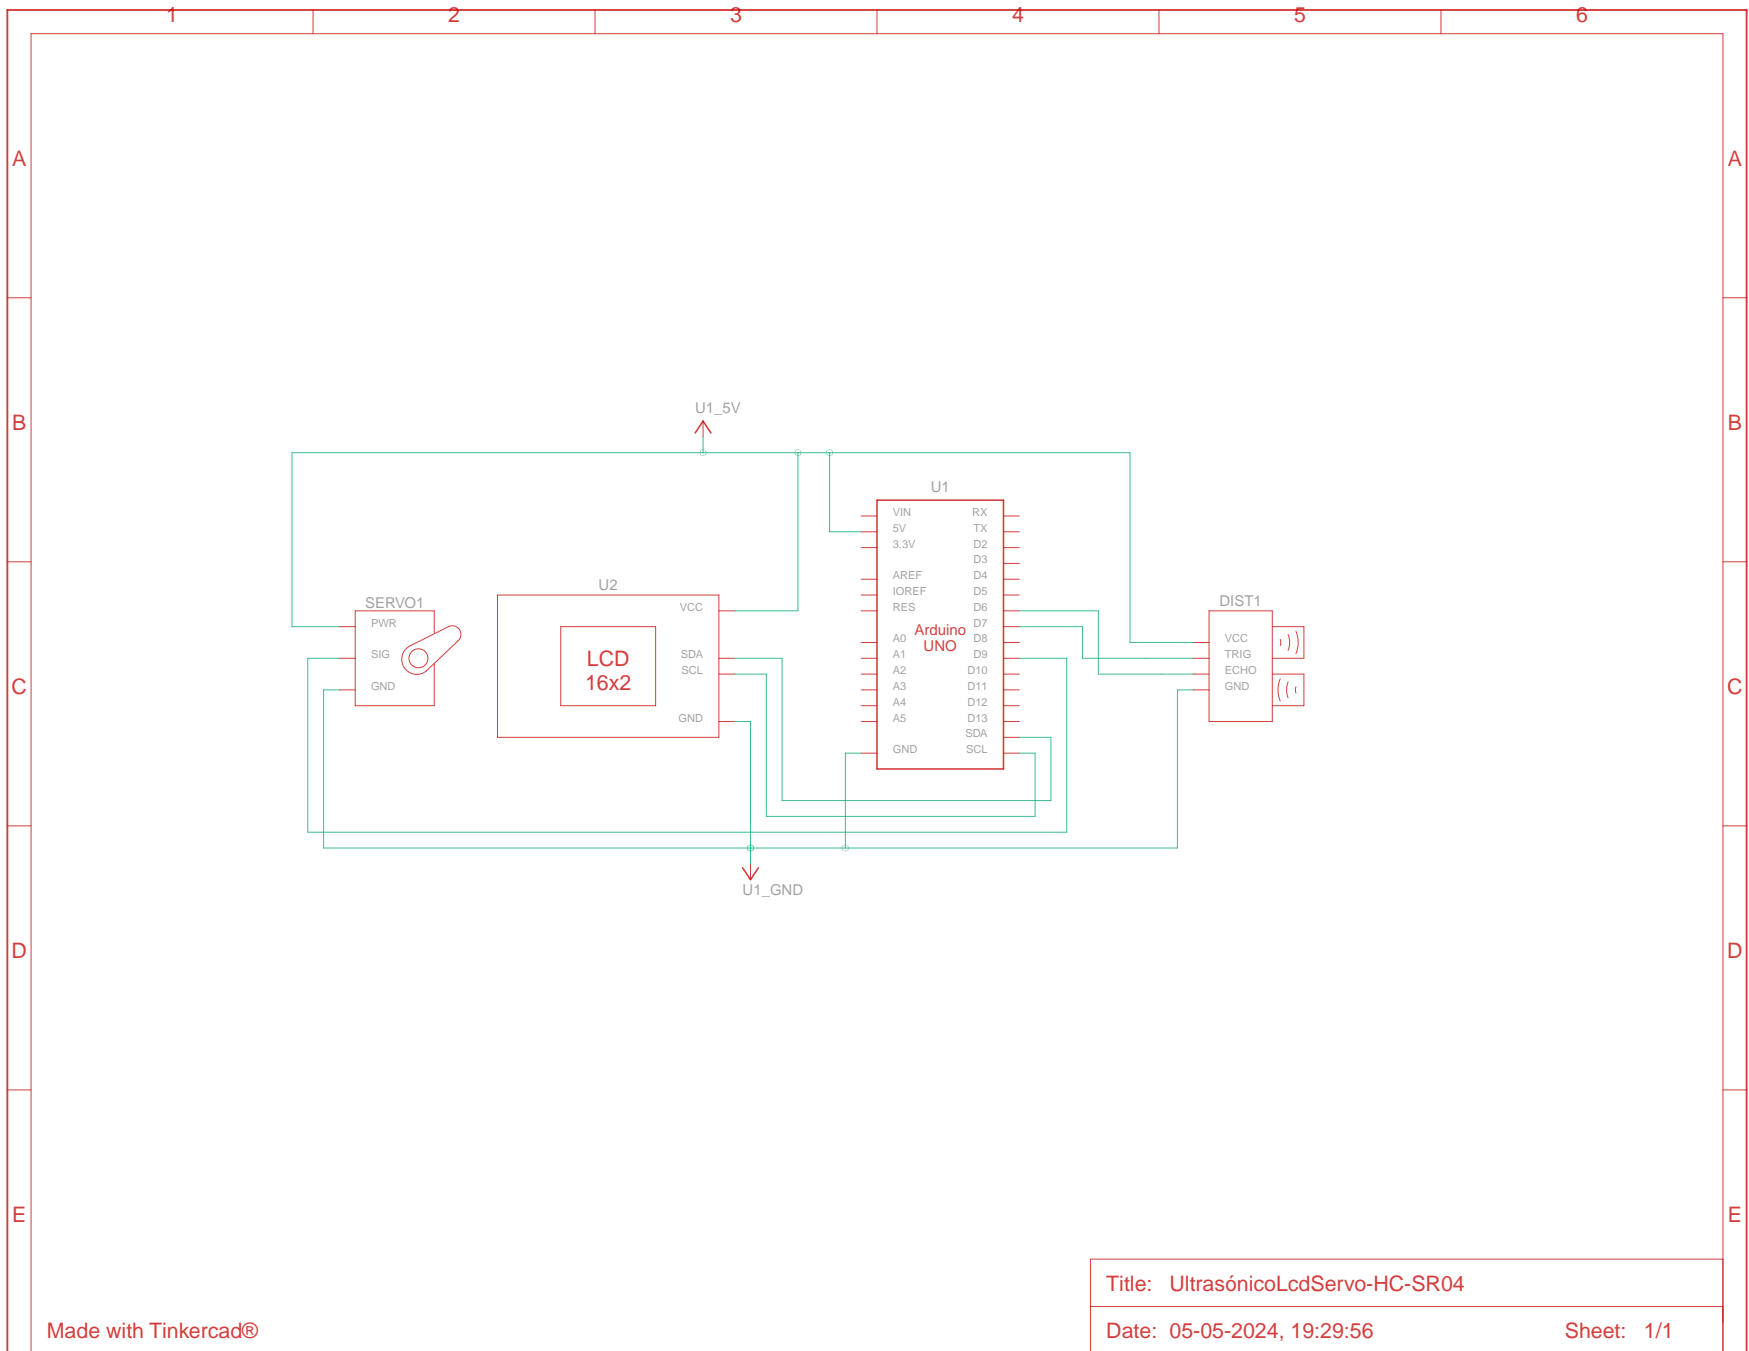 1 2 3 4 5 6
A A
B B
U1_5V
U1
VIN RX
5V TX
3.3V D2
D3
AREF D4
IOREF D5
RES D6
D7
A0 D8
A1 D9
A2 D10
A3 D11
A4 D12
A5 D13
SDA
GND SCL
Arduino
UNO
U2
VCC
SDA
SCL
GND
LCD
16x2
SERVO1
PWR
SIG
GND
DIST1
VCC
TRIG
ECHO
GND
C C
U1_GND
D D
E E
Title: UltrasónicoLcdServo-HC-SR04
Made with Tinkercad®
Date: 05-05-2024, 19:29:56 Sheet: 1/1